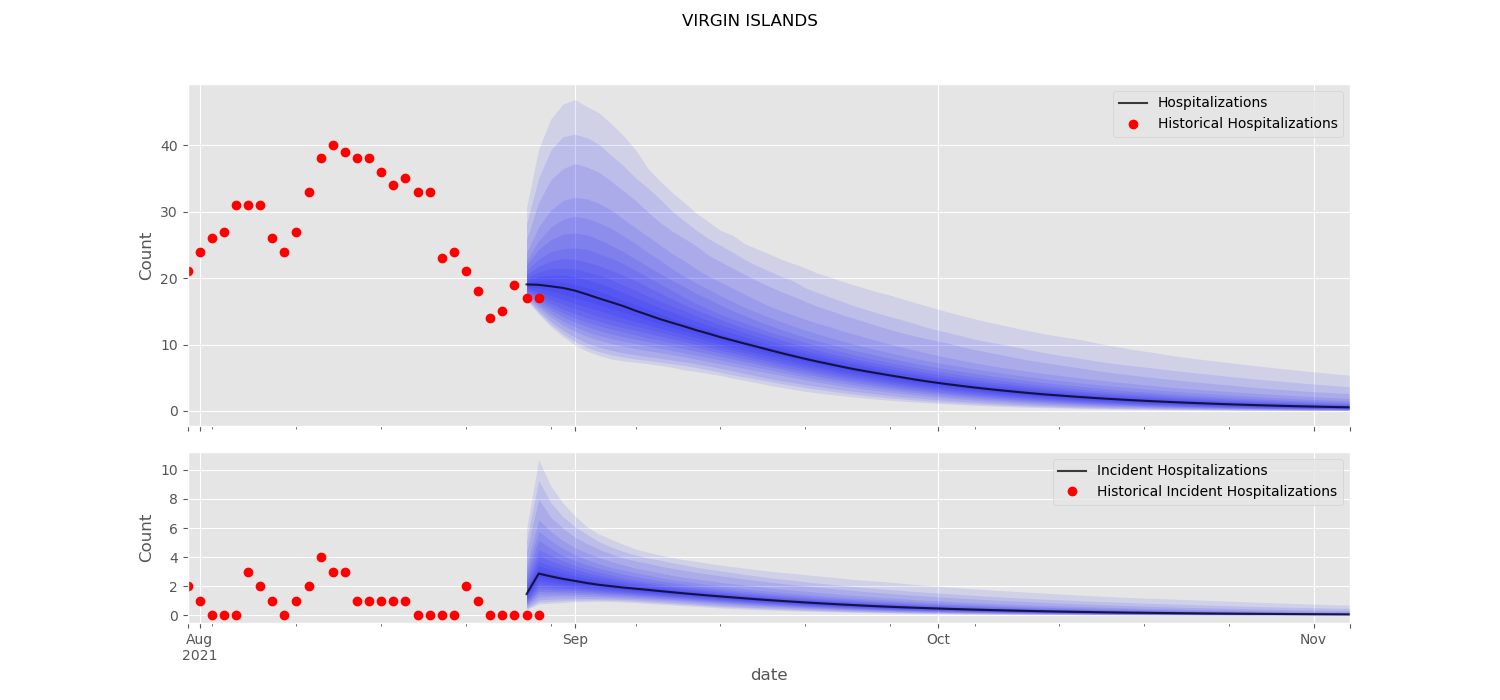 VIRGIN ISLANDS
Hospitalizations
Historical Hospitalizations
40
30
20
10
0
Count
Incident Hospitalizations
Historical Incident Hospitalizations
10
8
6
4
2
0
Count
Aug Sep Oct Nov
2021
date